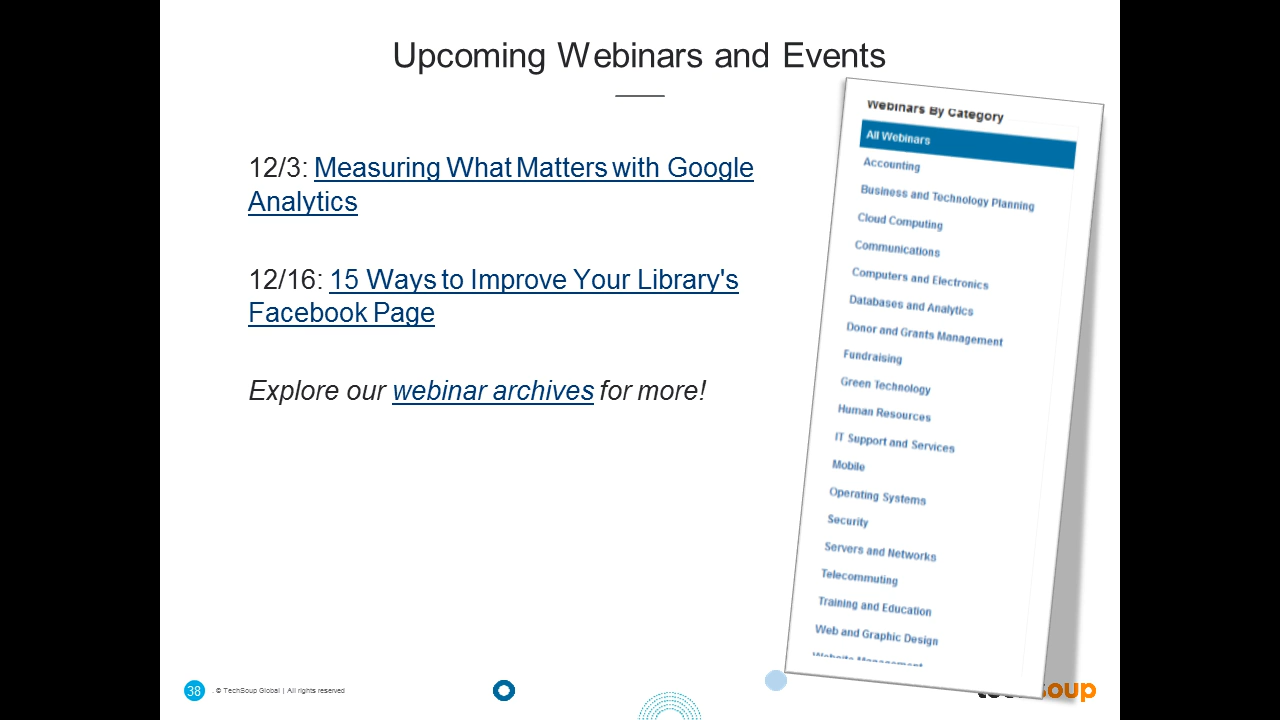 Upcoming Webinars and Events
12/3: Measuring What Matters with Google
Analytics
12/16: 15 Ways to Improve Your Library's
Facebook Page
Explore our webinar archives for more!
Webinars By Category
All Webinars
Accounting
Business and Technology Planning
Cloud Computing
Communications
Computers and Electronics
Databases and Analytics
Donor and Grants Management
Fundraising
Green Technology
Human Resources
IT Support and Services
Mobile
Operating Systems
Security
Servers and Networks
Telecommuting
Training and Education
Web and Graphic Design
Website Management
38 . © TechSoup Global | All rights reserved